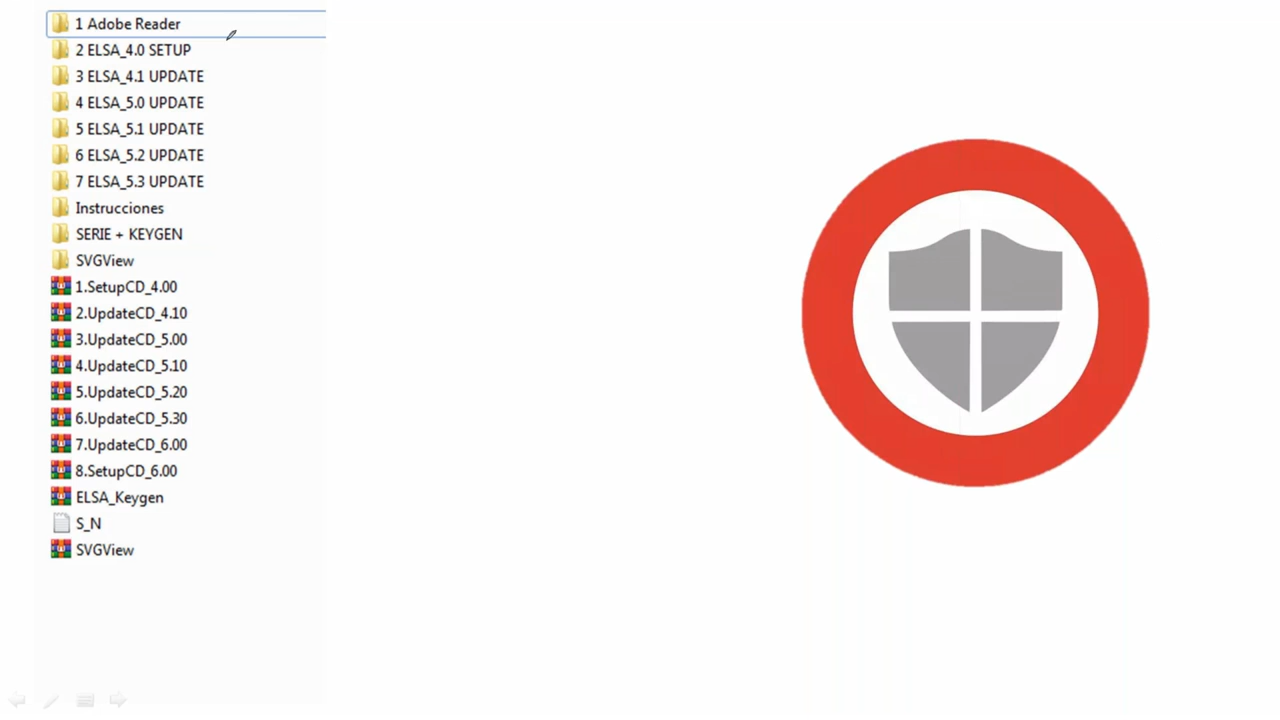 1 Adobe Reader
2 ELSA_4.0 SETUP
3 ELSA_4.1 UPDATE
4 ELSA_5.0 UPDATE
5 ELSA_5.1 UPDATE
6 ELSA_5.2 UPDATE
7 ELSA_5.3 UPDATE
Instrucciones
SERIE + KEYGEN
SVGView
1.SetupCD_4.00
2.UpdateCD_4.10
3.UpdateCD_5.00
4.UpdateCD_5.10
5.UpdateCD_5.20
6.UpdateCD_5.30
7.UpdateCD_6.00
8.SetupCD_6.00
ELSA_Keygen
S_N
SVGView